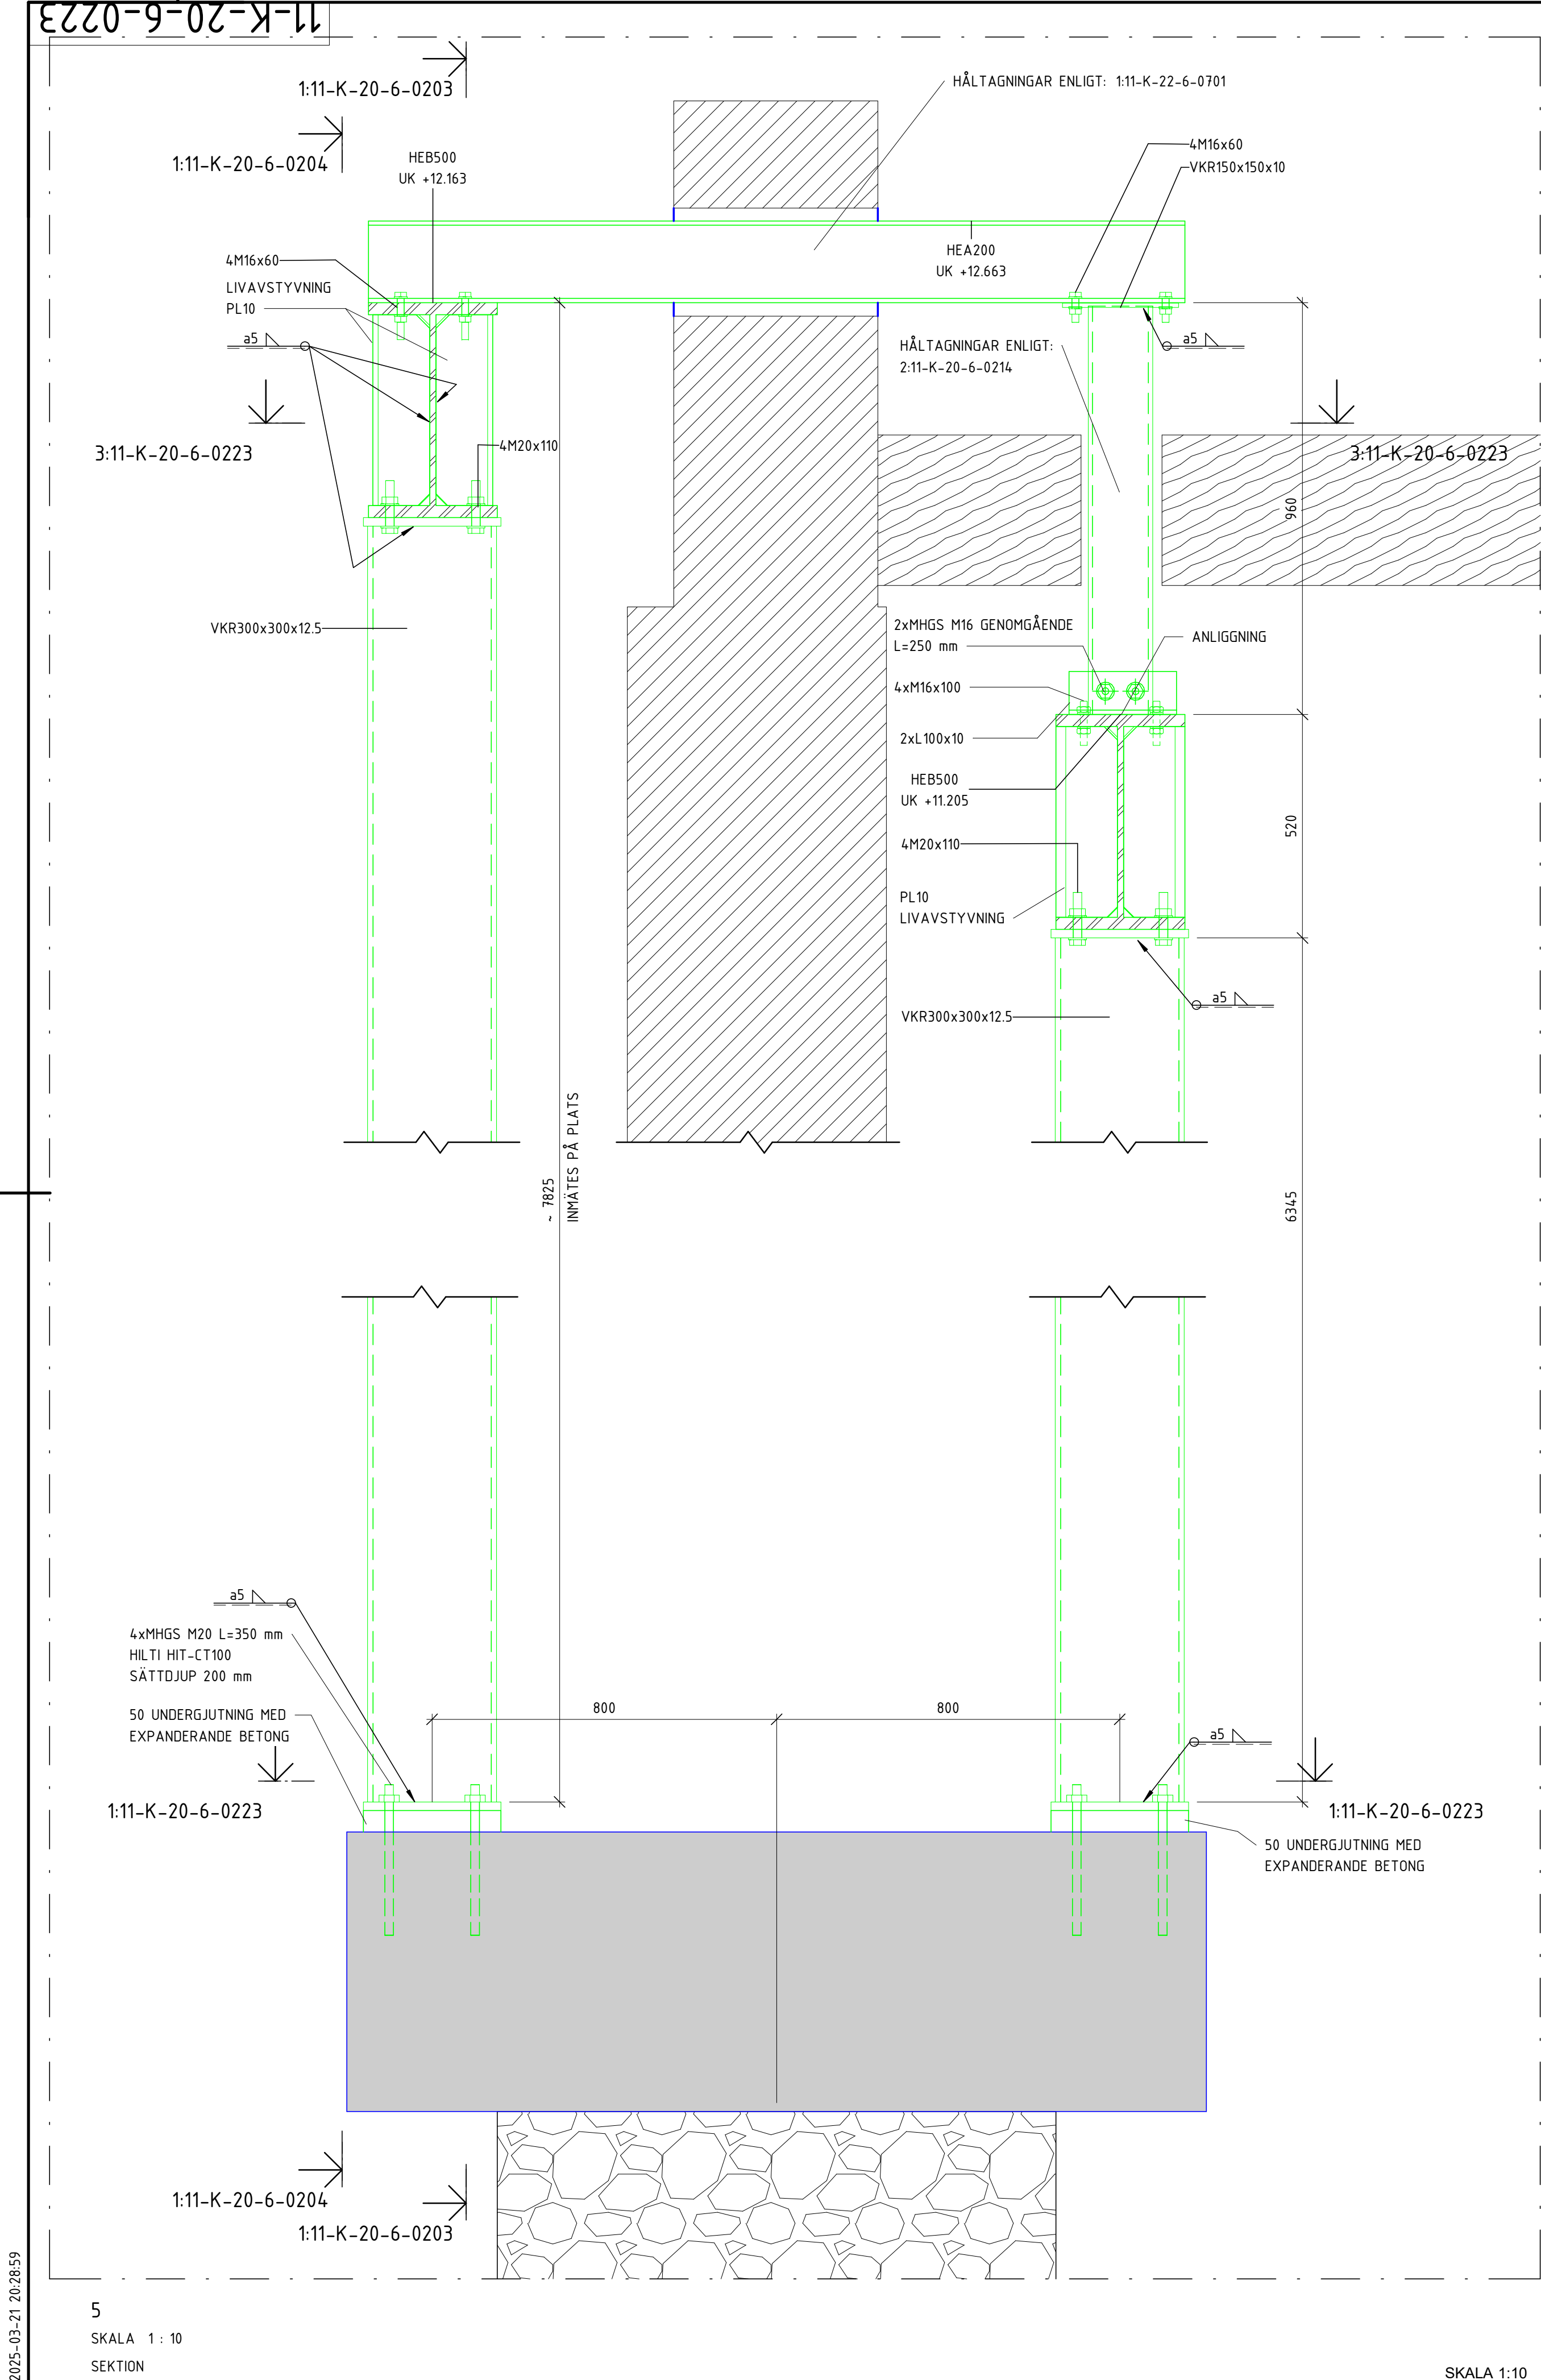 11-K-20-6-0223
1:11-K-20-6-0203
1:11-K-20-6-0204
HÅLTAGNINGAR ENLIGT: 1:11-K-22-6-0701
4M16x60
VKR150x150x10
HEB500
UK +12.163
HEA200
UK +12.663
4M16x60
LIVAVSTYVNING
PL10
a5
HÅLTAGNINGAR ENLIGT:
2:11-K-20-6-0214
a5
3:11-K-20-6-0223
4M20x110
3:11-K-20-6-0223
960
VKR300x300x12.5
2xMHGS M16 GENOMGÅENDE
L=250 mm
ANLIGGNING
4xM16x100
2xL100x10
HEB500
UK +11.205
520
4M20x110
PL10
LIVAVSTYVNING
a5
VKR300x300x12.5
~ 7825
INMÄTES PÅ PLATS
6345
a5
4xMHGS M20 L=350 mm
HILTI HIT-CT100
SÄTTDJUP 200 mm
50 UNDERGJUTNING MED
EXPANDERANDE BETONG
800
800
a5
1:11-K-20-6-0223
1:11-K-20-6-0223
50 UNDERGJUTNING MED
EXPANDERANDE BETONG
1:11-K-20-6-0204
1:11-K-20-6-0203
2025-03-21 20:28:59
5
SKALA 1 : 10
SEKTION
SKALA 1:10